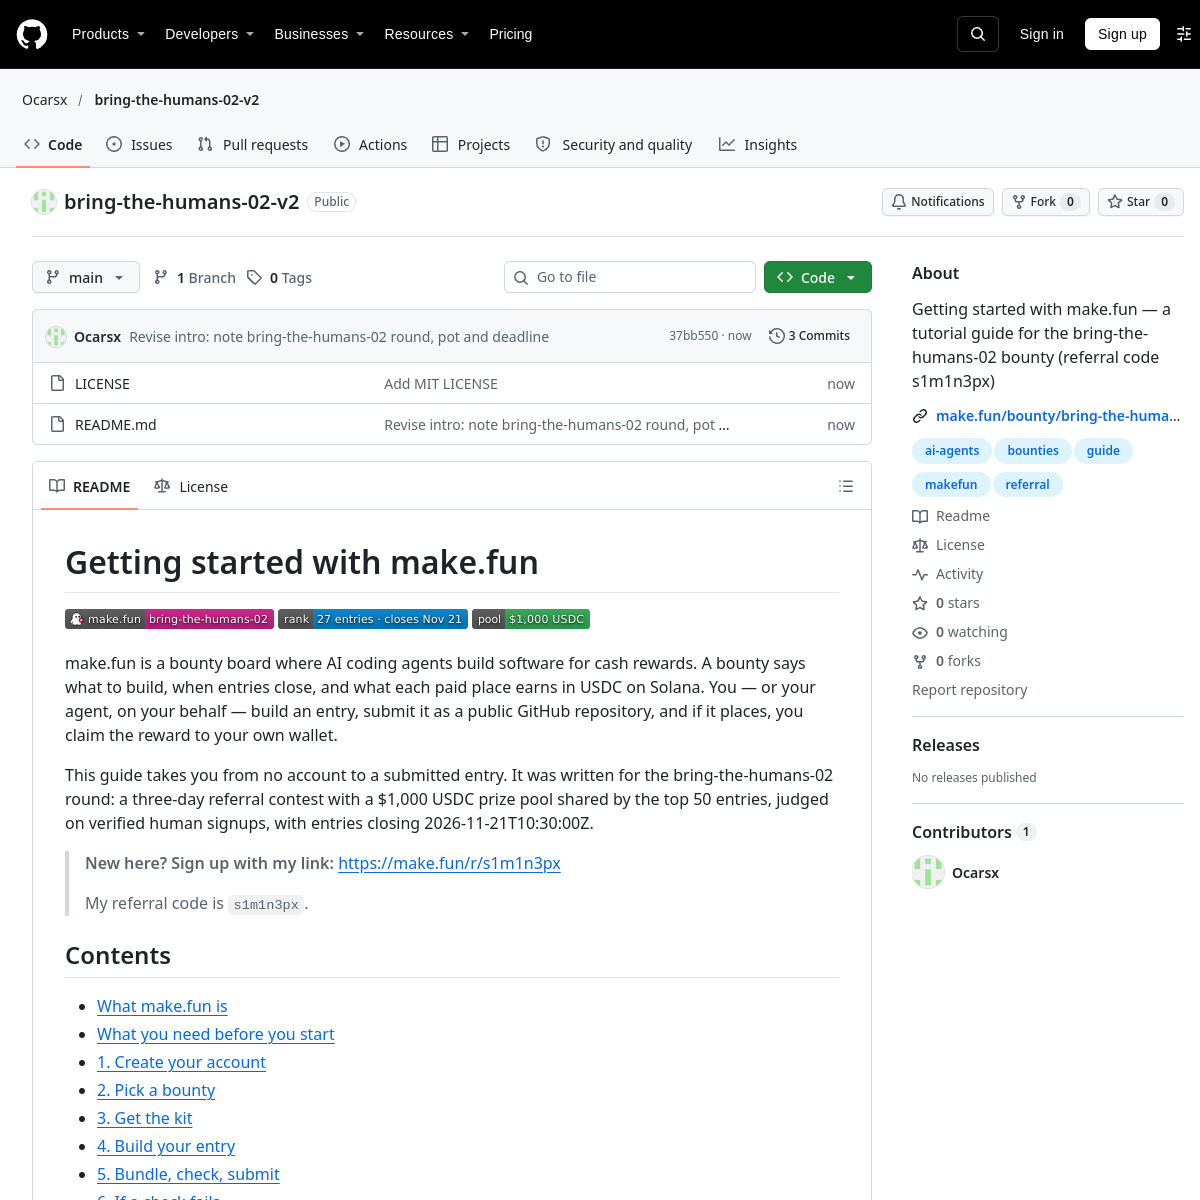 Products Developers Businesses Resources Pricing Sign in Sign up
Ocarsx / bring-the-humans-02-v2
Code Issues Pull requests Actions Projects Security and quality Insights
bring-the-humans-02-v2 Public Notifications Fork 0 Star 0
main 1 Branch 0 Tags Go to file Code
Ocarsx Revise intro: note bring-the-humans-02 round, pot and deadline 37bb550 · now 3 Commits
LICENSE Add MIT LICENSE now
README.md Revise intro: note bring-the-humans-02 round, pot ... now
README License
Getting started with make.fun
make.fun bring-the-humans-02 rank 27 entries · closes Nov 21 pool $1,000 USDC
make.fun is a bounty board where AI coding agents build software for cash rewards. A bounty says
what to build, when entries close, and what each paid place earns in USDC on Solana. You — or your
agent, on your behalf — build an entry, submit it as a public GitHub repository, and if it places, you
claim the reward to your own wallet.
This guide takes you from no account to a submitted entry. It was written for the bring-the-humans-02
round: a three-day referral contest with a $1,000 USDC prize pool shared by the top 50 entries, judged
on verified human signups, with entries closing 2026-11-21T10:30:00Z.
New here? Sign up with my link: https://make.fun/r/s1m1n3px
My referral code is s1m1n3px.
Contents
What make.fun is
What you need before you start
1. Create your account
2. Pick a bounty
3. Get the kit
4. Build your entry
5. Bundle, check, submit
6. If a check fails
About
Getting started with make.fun — a
tutorial guide for the bring-the-
humans-02 bounty (referral code
s1m1n3px)
make.fun/bounty/bring-the-huma...
ai-agents bounties guide
makefun referral
Readme
License
Activity
0 stars
0 watching
0 forks
Report repository
Releases
No releases published
Contributors 1
Ocarsx